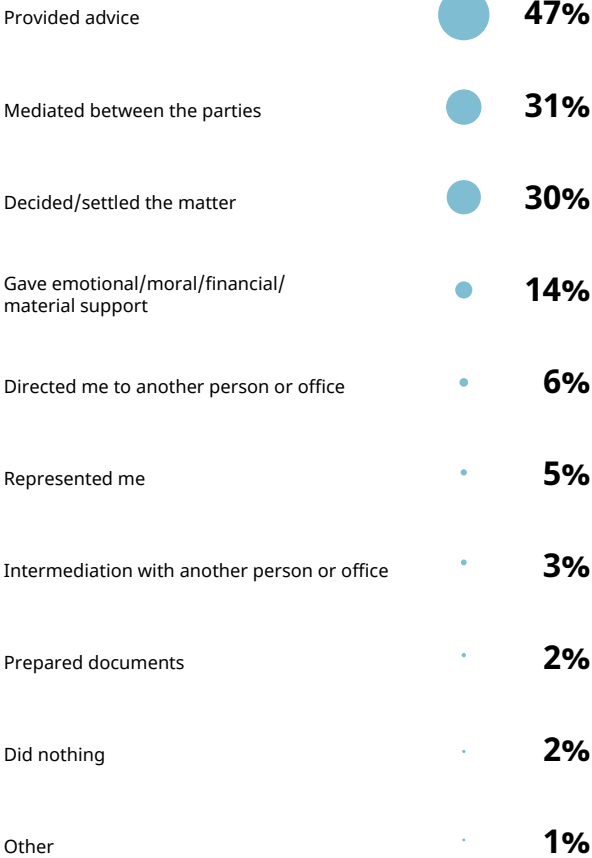 Provided advice 47%
Mediated between the parties 31%
Decided/settled the matter 30%
Gave emotional/moral/financial/
material support 14%
Directed me to another person or office 6%
Represented me 5%
Intermediation with another person or office 3%
Prepared documents 2%
Did nothing 2%
Other 1%